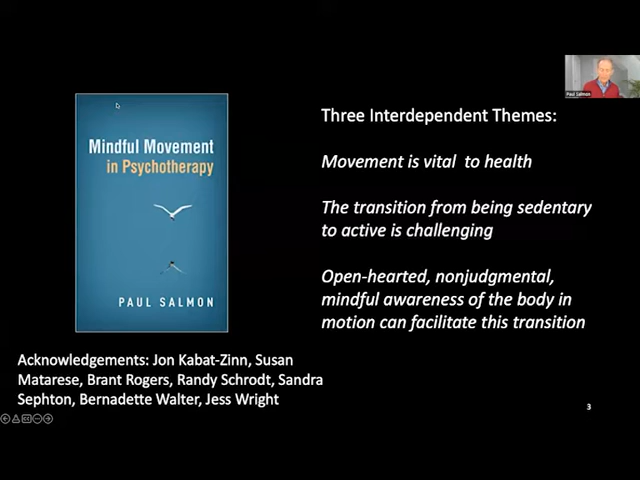 Mindful Movement
in Psychotherapy
PAUL SALMON
Three Interdependent Themes:
Movement is vital to health
The transition from being sedentary
to active is challenging
Open-hearted, nonjudgmental,
mindful awareness of the body in
motion can facilitate this transition
Acknowledgements: Jon Kabat-Zinn, Susan
Matarese, Brant Rogers, Randy Schrodt, Sandra
Sephton, Bernadette Walter, Jess Wright
3
Paul Salmon